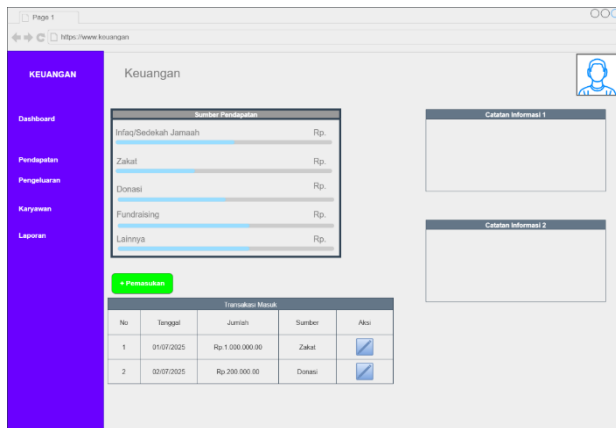 Page 1
https://www.keuangan
KEUANGAN
Dashboard
Pendapatan
Pengeluaran
Karyawan
Laporan
Keuangan
Sumber Pendapatan
Infaq/Sedekah Jamaah Rp.
Zakat Rp.
Donasi Rp.
Fundraising Rp.
Lainnya Rp.
+ Pemasukan
Transaksi Masuk
No Tanggal Jumlah Sumber Aksi
1 01/07/2025 Rp.1.000.000.00 Zakat
2 02/07/2025 Rp.200.000.00 Donasi
Catatan Informasi 1
Catatan Informasi 2